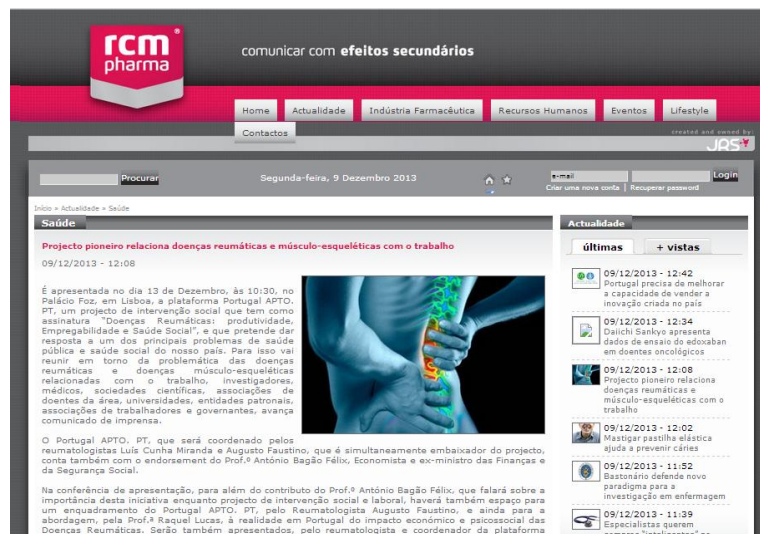 rcm
pharma
®
comunicar com efeitos secundários
Home
Actualidade
Indústria Farmacêutica
Recursos Humanos
Eventos
Lifestyle
Contactos
created and owned by:
JRS
Procurar
Segunda-feira, 9 Dezembro 2013
e-mail
Login
Criar uma nova conta | Recuperar password
Início » Actualidade » Saúde
Saúde
Projecto pioneiro relaciona doenças reumáticas e músculo-esqueléticas com o trabalho
09/12/2013 - 12:08
É apresentada no dia 13 de Dezembro, às 10:30, no
Palácio Foz, em Lisboa, a plataforma Portugal APTO.
PT, um projecto de intervenção social que tem como
assinatura "Doenças Reumáticas: produtividade,
Empregabilidade e Saúde Social", e que pretende dar
resposta a um dos principais problemas de saúde
pública e saúde social do nosso país. Para isso vai
reunir em torno da problemática das doenças
reumáticas e doenças músculo-esqueléticas
relacionadas com o trabalho, investigadores,
médicos, sociedades científicas, associações de
doentes da área, universidades, entidades patronais,
associações de trabalhadores e governantes, avança
comunicado de imprensa.
O Portugal APTO. PT, que será coordenado pelos
reumatologistas Luís Cunha Miranda e Augusto Faustino, que é simultaneamente embaixador do projecto,
conta também com o endorsement do Prof.º António Bagão Félix, Economista e ex-ministro das Finanças e
da Segurança Social.
Na conferência de apresentação, para além do contributo do Prof.º António Bagão Félix, que falará sobre a
importância desta iniciativa enquanto projecto de intervenção social e laboral, haverá também espaço para
um enquadramento do Portugal APTO. PT, pelo Reumatologista Augusto Faustino, e ainda para a
abordagem, pela Prof.ª Raquel Lucas, à realidade em Portugal do impacto económico e psicossocial das
Doenças Reumáticas. Serão também apresentados, pelo reumatologista e coordenador da plataforma
Actualidade
últimas
+ vistas
09/12/2013 - 12:42
Portugal precisa de melhorar
a capacidade de vender a
inovação criada no país
09/12/2013 - 12:34
Daiichi Sankyo apresenta
dados de ensaio do edoxaban
em doentes oncológicos
09/12/2013 - 12:08
Projecto pioneiro relaciona
doenças reumáticas e
músculo-esqueléticas com o
trabalho
09/12/2013 - 12:02
Mastigar pastilha elástica
ajuda a prevenir cáries
09/12/2013 - 11:52
Bastonário defende novo
paradigma para a
investigação em enfermagem
09/12/2013 - 11:39
Especialistas querem